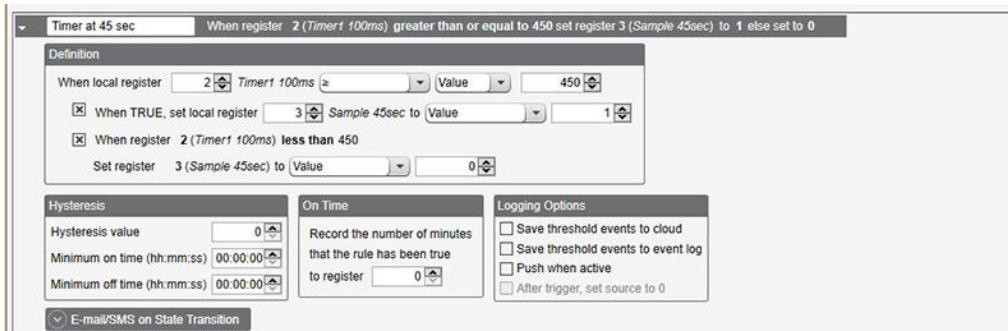 Timer at 45 sec When register 2 (Timer1 100ms) greater than or equal to 450 set register 3 (Sample 45sec) to 1 else set to 0
Definition
When local register 2 Timer1 100ms ≥ Value 450
When TRUE, set local register 3 Sample 45sec to Value 1
When register 2 (Timer1 100ms) less than 450
Set register 3 (Sample 45sec) to Value 0
Hysteresis
Hysteresis value 0
Minimum on time (hh:mm:ss) 00:00:00
Minimum off time (hh:mm:ss) 00:00:00
On Time
Record the number of minutes
that the rule has been true
to register 0
Logging Options
Save threshold events to cloud
Save threshold events to event log
Push when active
After trigger, set source to 0
E-mail/SMS on State Transition